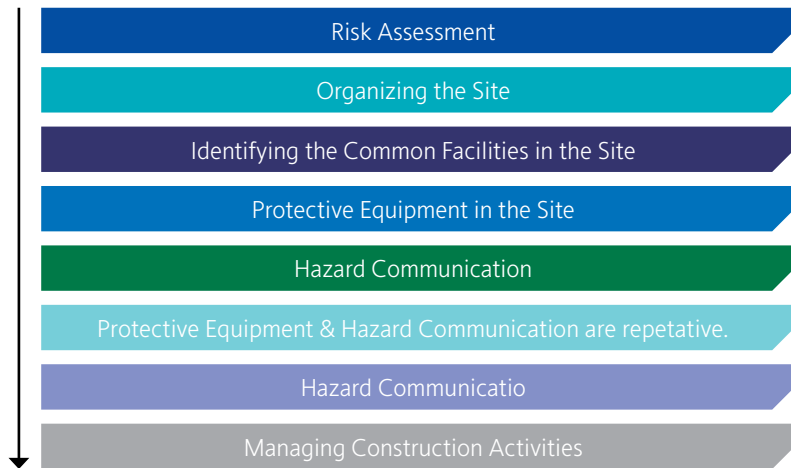 Risk Assessment
Organizing the Site
Identifying the Common Facilities in the Site
Protective Equipment in the Site
Hazard Communication
Protective Equipment & Hazard Communication are repetative.
Hazard Communicatio
Managing Construction Activities